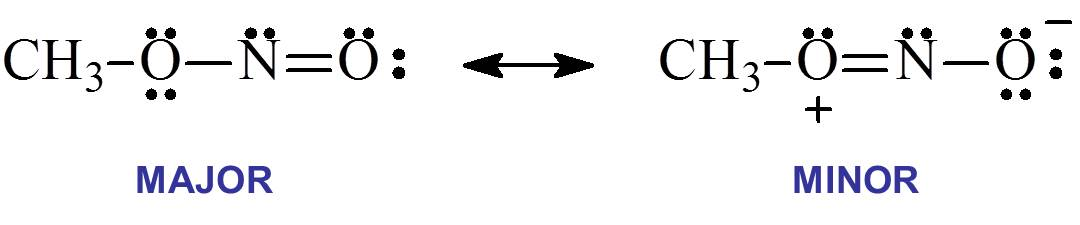 CH₃–O–N=O ↔ CH₃–O=N–O⁻
+
MAJOR MINOR